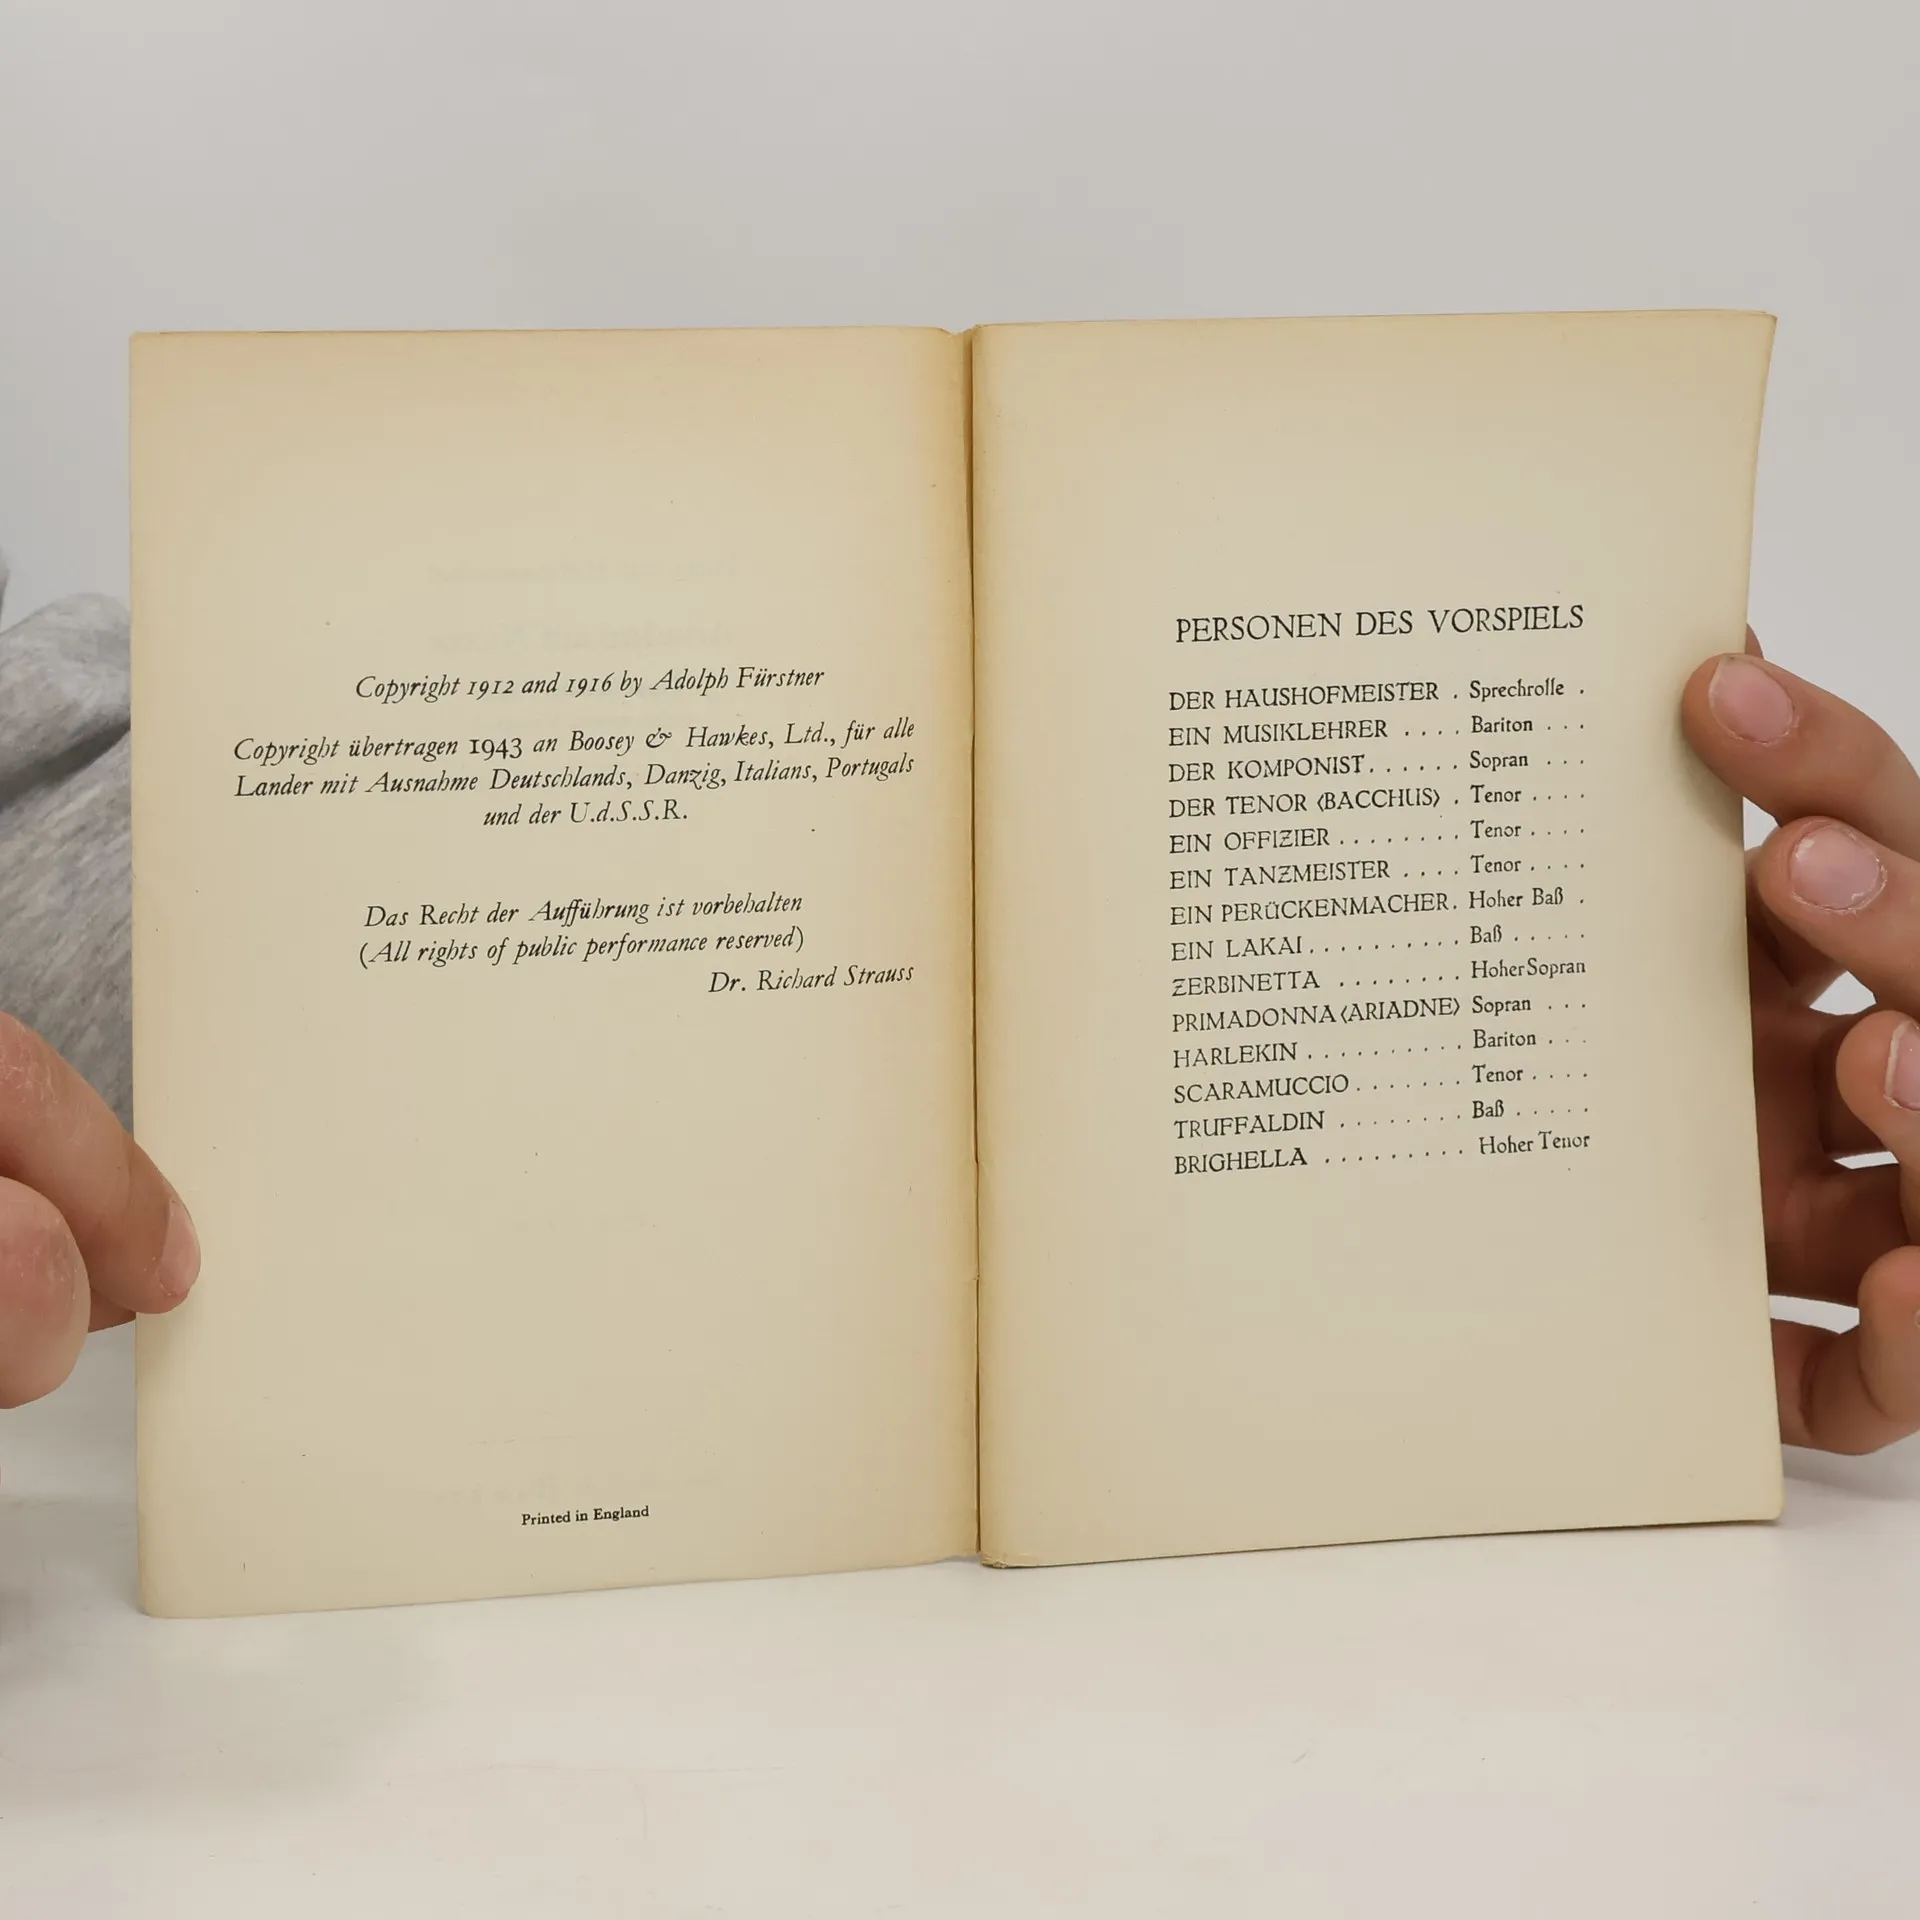 Copyright 1912 and 1916 by Adolph Fürstner
Copyright übertragen 1943 an Boosey & Hawkes, Ltd., für alle
Lander mit Ausnahme Deutschlands, Danzig, Italians, Portugals
und der U.d.S.S.R.
Das Recht der Aufführung ist vorbehalten
(All rights of public performance reserved)
Dr. Richard Strauss
Printed in England
PERSONEN DES VORSPIELS
DER HAUSHOFMEISTER . Sprechrolle .
EIN MUSIKLEHRER . . . . Bariton . . .
DER KOMPONIST . . . . . . Sopran . . .
DER TENOR ‹BACCHUS› . Tenor . . . .
EIN OFFIZIER . . . . . . . . Tenor . . . .
EIN TANZMEISTER . . . . Tenor . . . .
EIN PERÜCKENMACHER . Hoher Baß .
EIN LAKAI . . . . . . . . . . Baß . . . . .
ZERBINETTA . . . . . . . . Hoher Sopran
PRIMADONNA ‹ARIADNE› Sopran . . .
HARLEKIN . . . . . . . . . . Bariton . . .
SCARAMUCCIO . . . . . . . Tenor . . . .
TRUFFALDIN . . . . . . . . Baß . . . . .
BRIGHELLA . . . . . . . . . Hoher Tenor